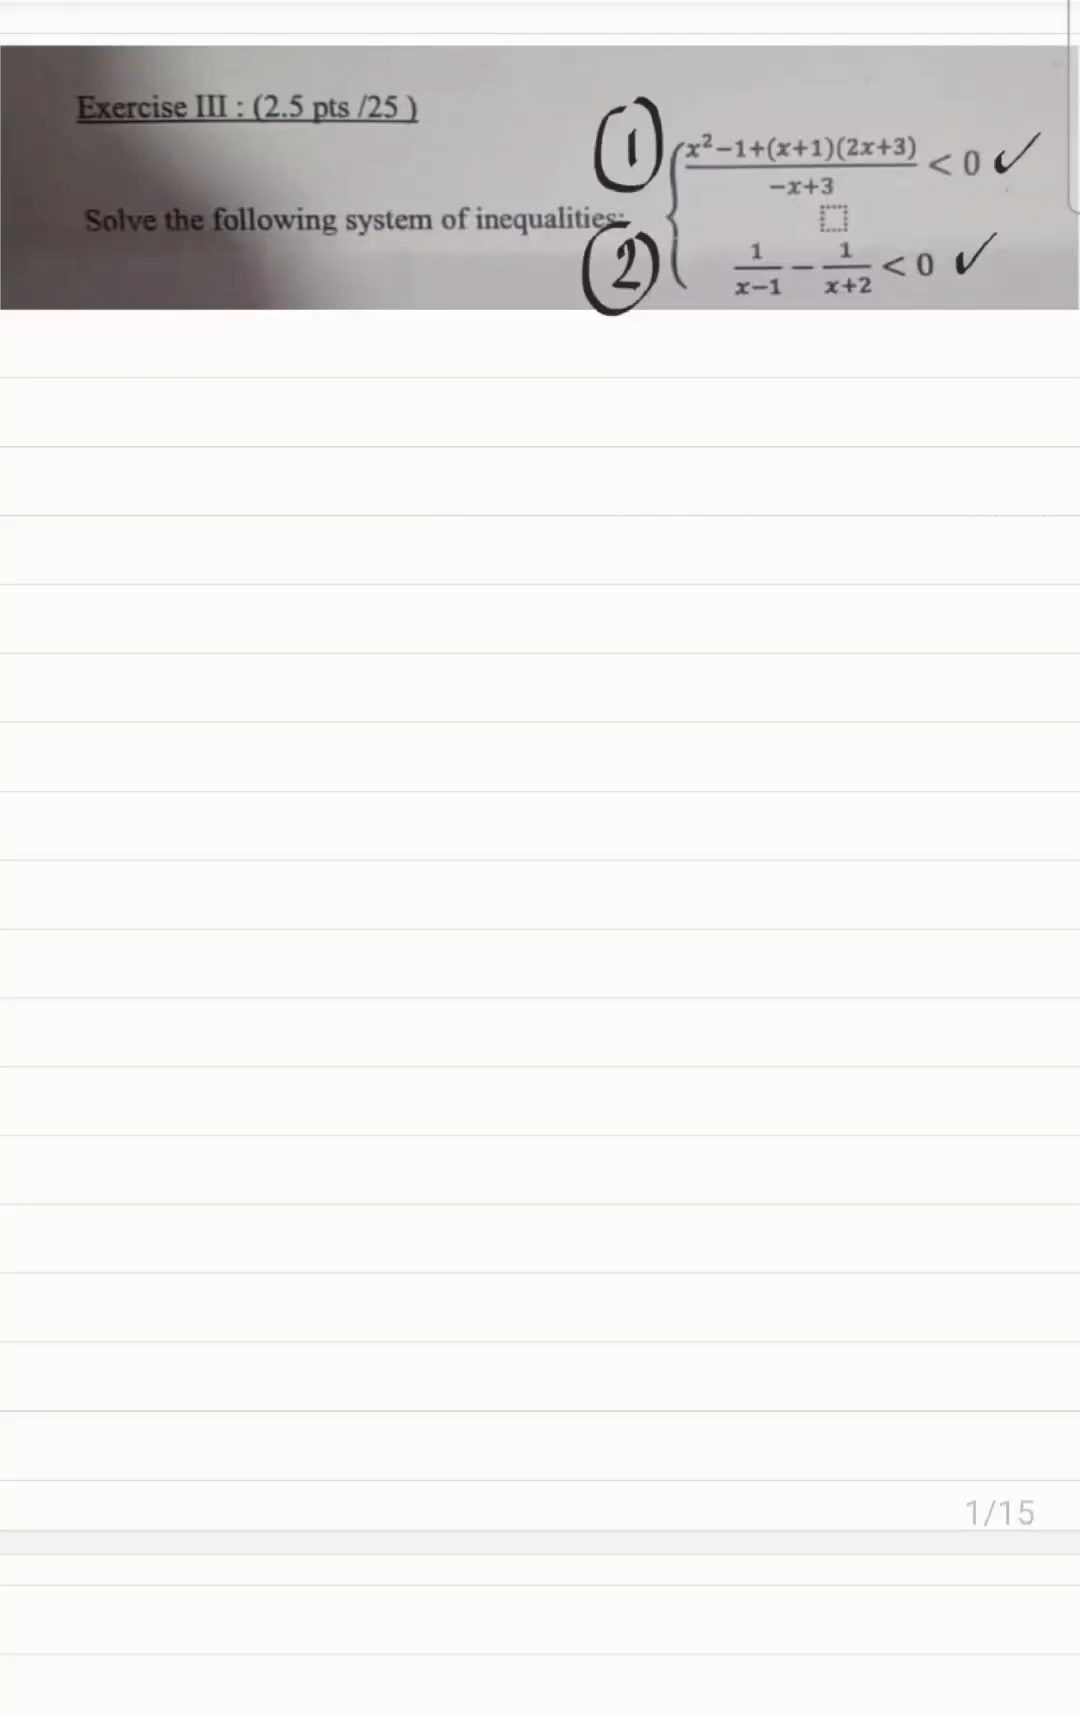 Exercise III : (2.5 pts /25 )
① x²−1+(x+1)(2x+3) / −x+3 < 0 ✓
Solve the following system of inequalities:
② 1/x−1 − 1/x+2 < 0 ✓
1/15